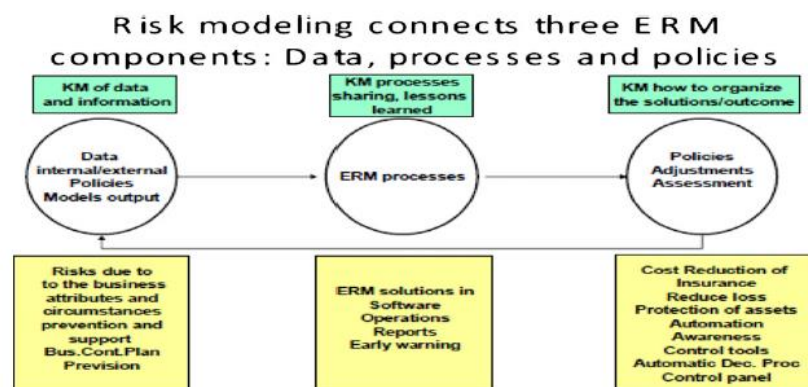 Risk modeling connects three ERM
components: Data, processes and policies
KM of data
and information
KM processes
sharing, lessons
learned
KM how to organize
the solutions/outcome
Data
internal/external
Policies
Models output
ERM processes
Policies
Adjustments
Assessment
Risks due to
to the business
attributes and
circumstances
prevention and
support
Bus.Cont.Plan
Prevision
ERM solutions in
Software
Operations
Reports
Early warning
Cost Reduction of
Insurance
Reduce loss
Protection of assets
Automation
Awareness
Control tools
Automatic Dec. Proc
Control panel